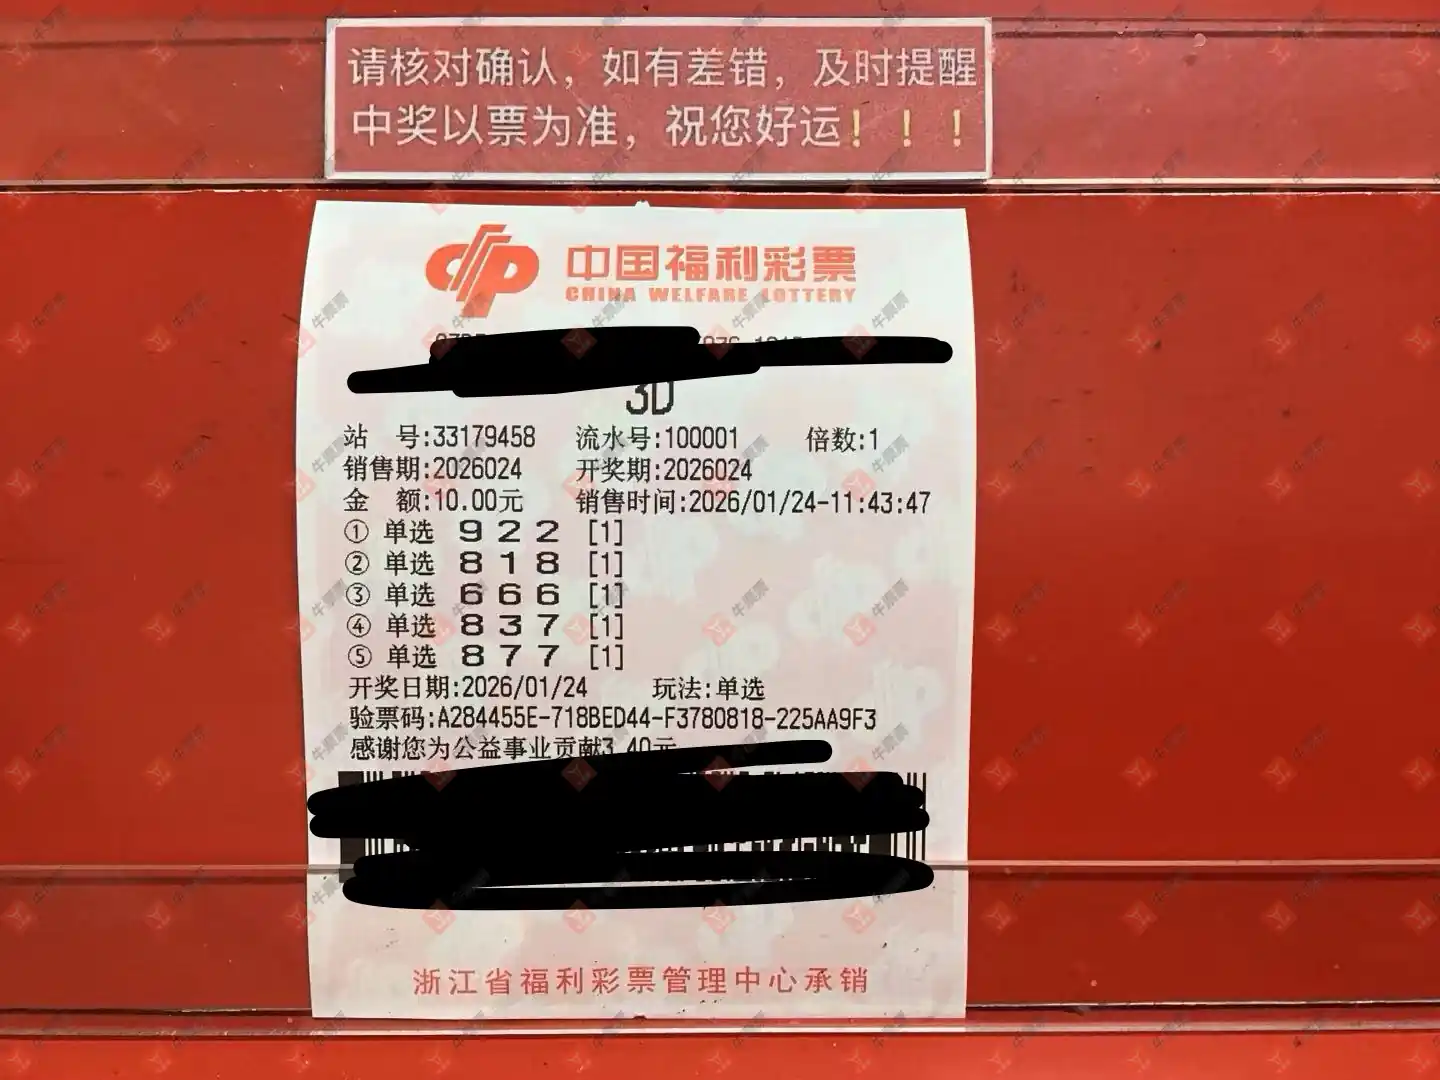 请核对确认，如有差错，及时提醒
中奖以票为准，祝您好运！！！
中国福利彩票
CHINA WELFARE LOTTERY
3D
站 号:33179458 流水号:100001 倍数:1
销售期:2026024 开奖期:2026024
金 额:10.00元 销售时间:2026/01/24-11:43:47
① 单选 9 2 2 [1]
② 单选 8 1 8 [1]
③ 单选 6 6 6 [1]
④ 单选 8 3 7 [1]
⑤ 单选 8 7 7 [1]
开奖日期:2026/01/24 玩法:单选
验票码:A284455E-718BED44-F3780818-225AA9F3
感谢您为公益事业贡献3.40元
浙江省福利彩票管理中心承销
牛票票